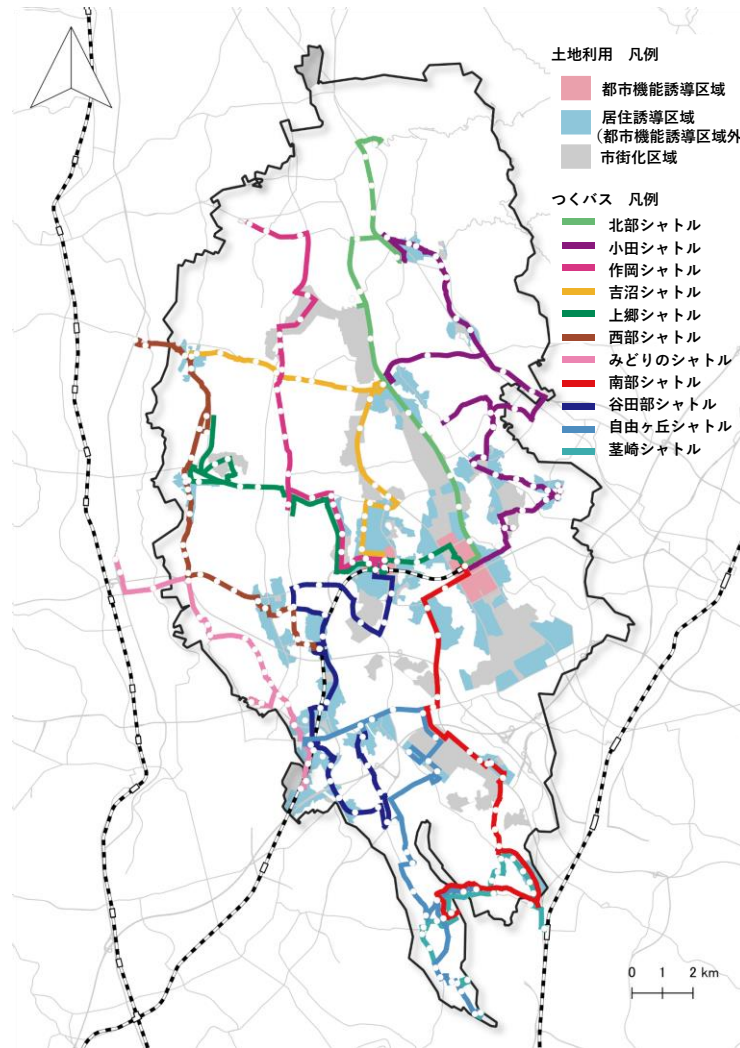 土地利用　凡例
都市機能誘導区域
居住誘導区域
(都市機能誘導区域外
市街化区域
つくバス　凡例
北部シャトル
小田シャトル
作岡シャトル
吉沼シャトル
上郷シャトル
西部シャトル
みどりのシャトル
南部シャトル
谷田部シャトル
自由ヶ丘シャトル
茎崎シャトル
0 1 2 km